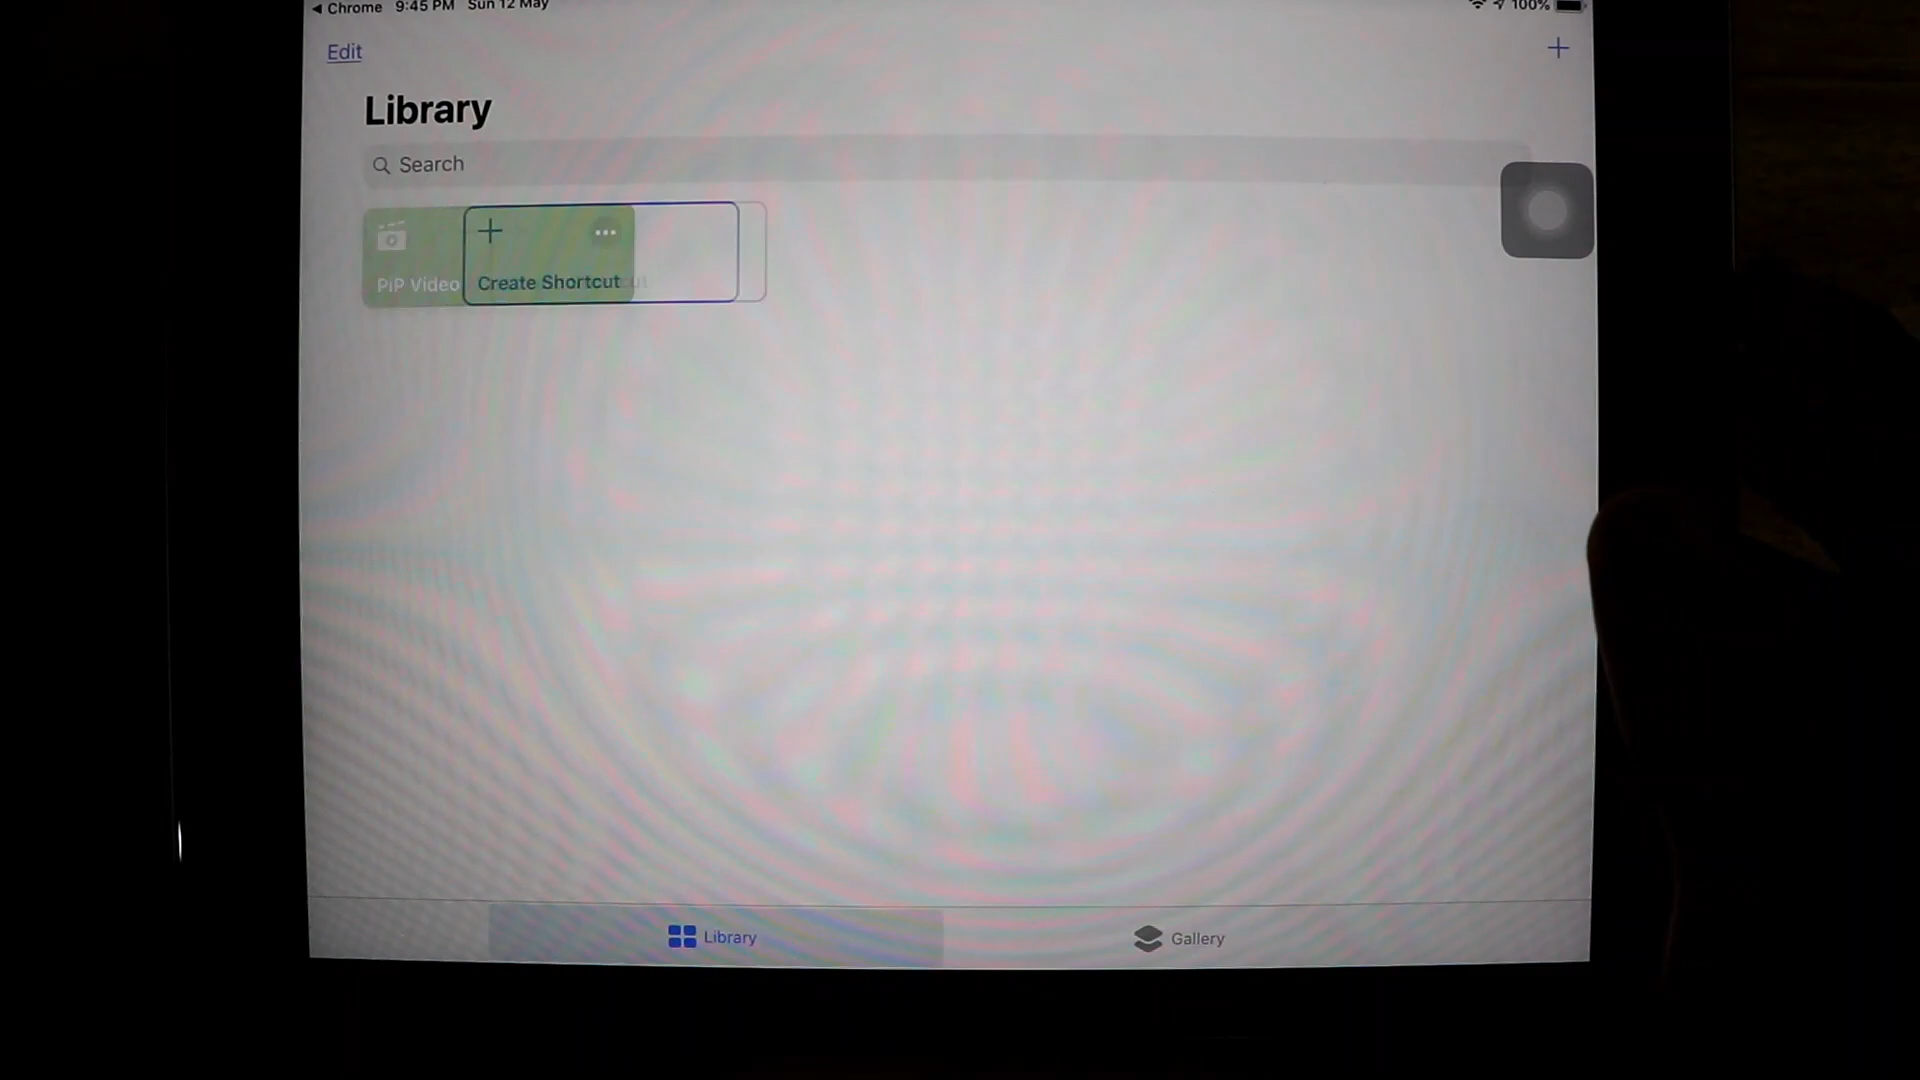 Chrome 9:45 PM Sun 12 May 100%
Edit
Library
Search
PiP Video
Create Shortcut
Library
Gallery